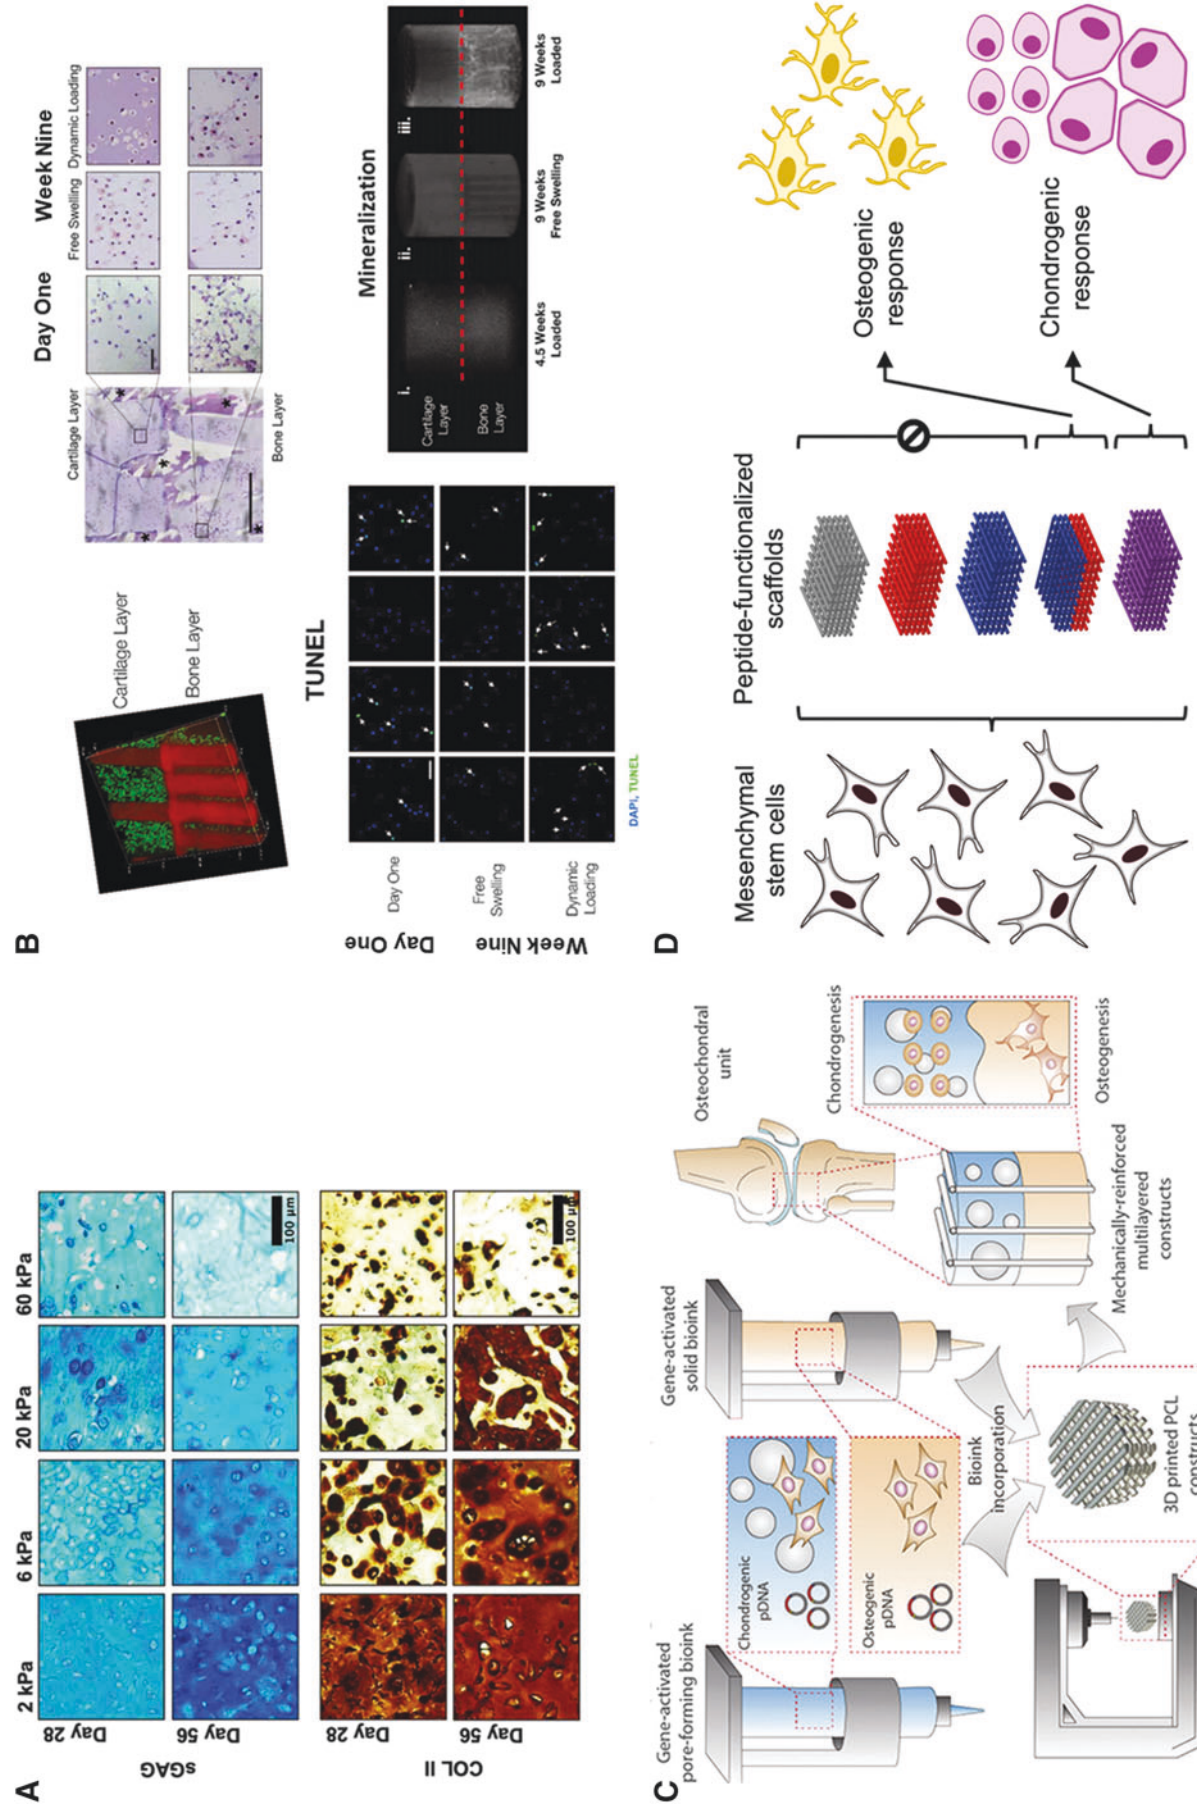 A
2 kPa
6 kPa
20 kPa
60 kPa
sGAG
Day 28
Day 56
100 µm
COL II
Day 28
Day 56
100 µm
B
Cartilage Layer
Bone Layer
Cartilage Layer
Bone Layer
Day One
Week Nine
Free Swelling
Dynamic Loading
TUNEL
Day One
Day One
Week Nine
Free
Swelling
Dynamic
Loading
DAPI, TUNEL
Mineralization
i.
ii.
iii.
Cartilage
Layer
Bone
Layer
4.5 Weeks
Loaded
9 Weeks
Free Swelling
9 Weeks
Loaded
C
Gene-activated
pore-forming bioink
Chondrogenic
pDNA
Osteogenic
pDNA
Gene-activated
solid bioink
Bioink
incorporation
3D printed PCL
constructs
Osteochondral
unit
Mechanically-reinforced
multilayered
constructs
Chondrogenesis
Osteogenesis
D
Mesenchymal
stem cells
Peptide-functionalized
scaffolds
Osteogenic
response
Chondrogenic
response